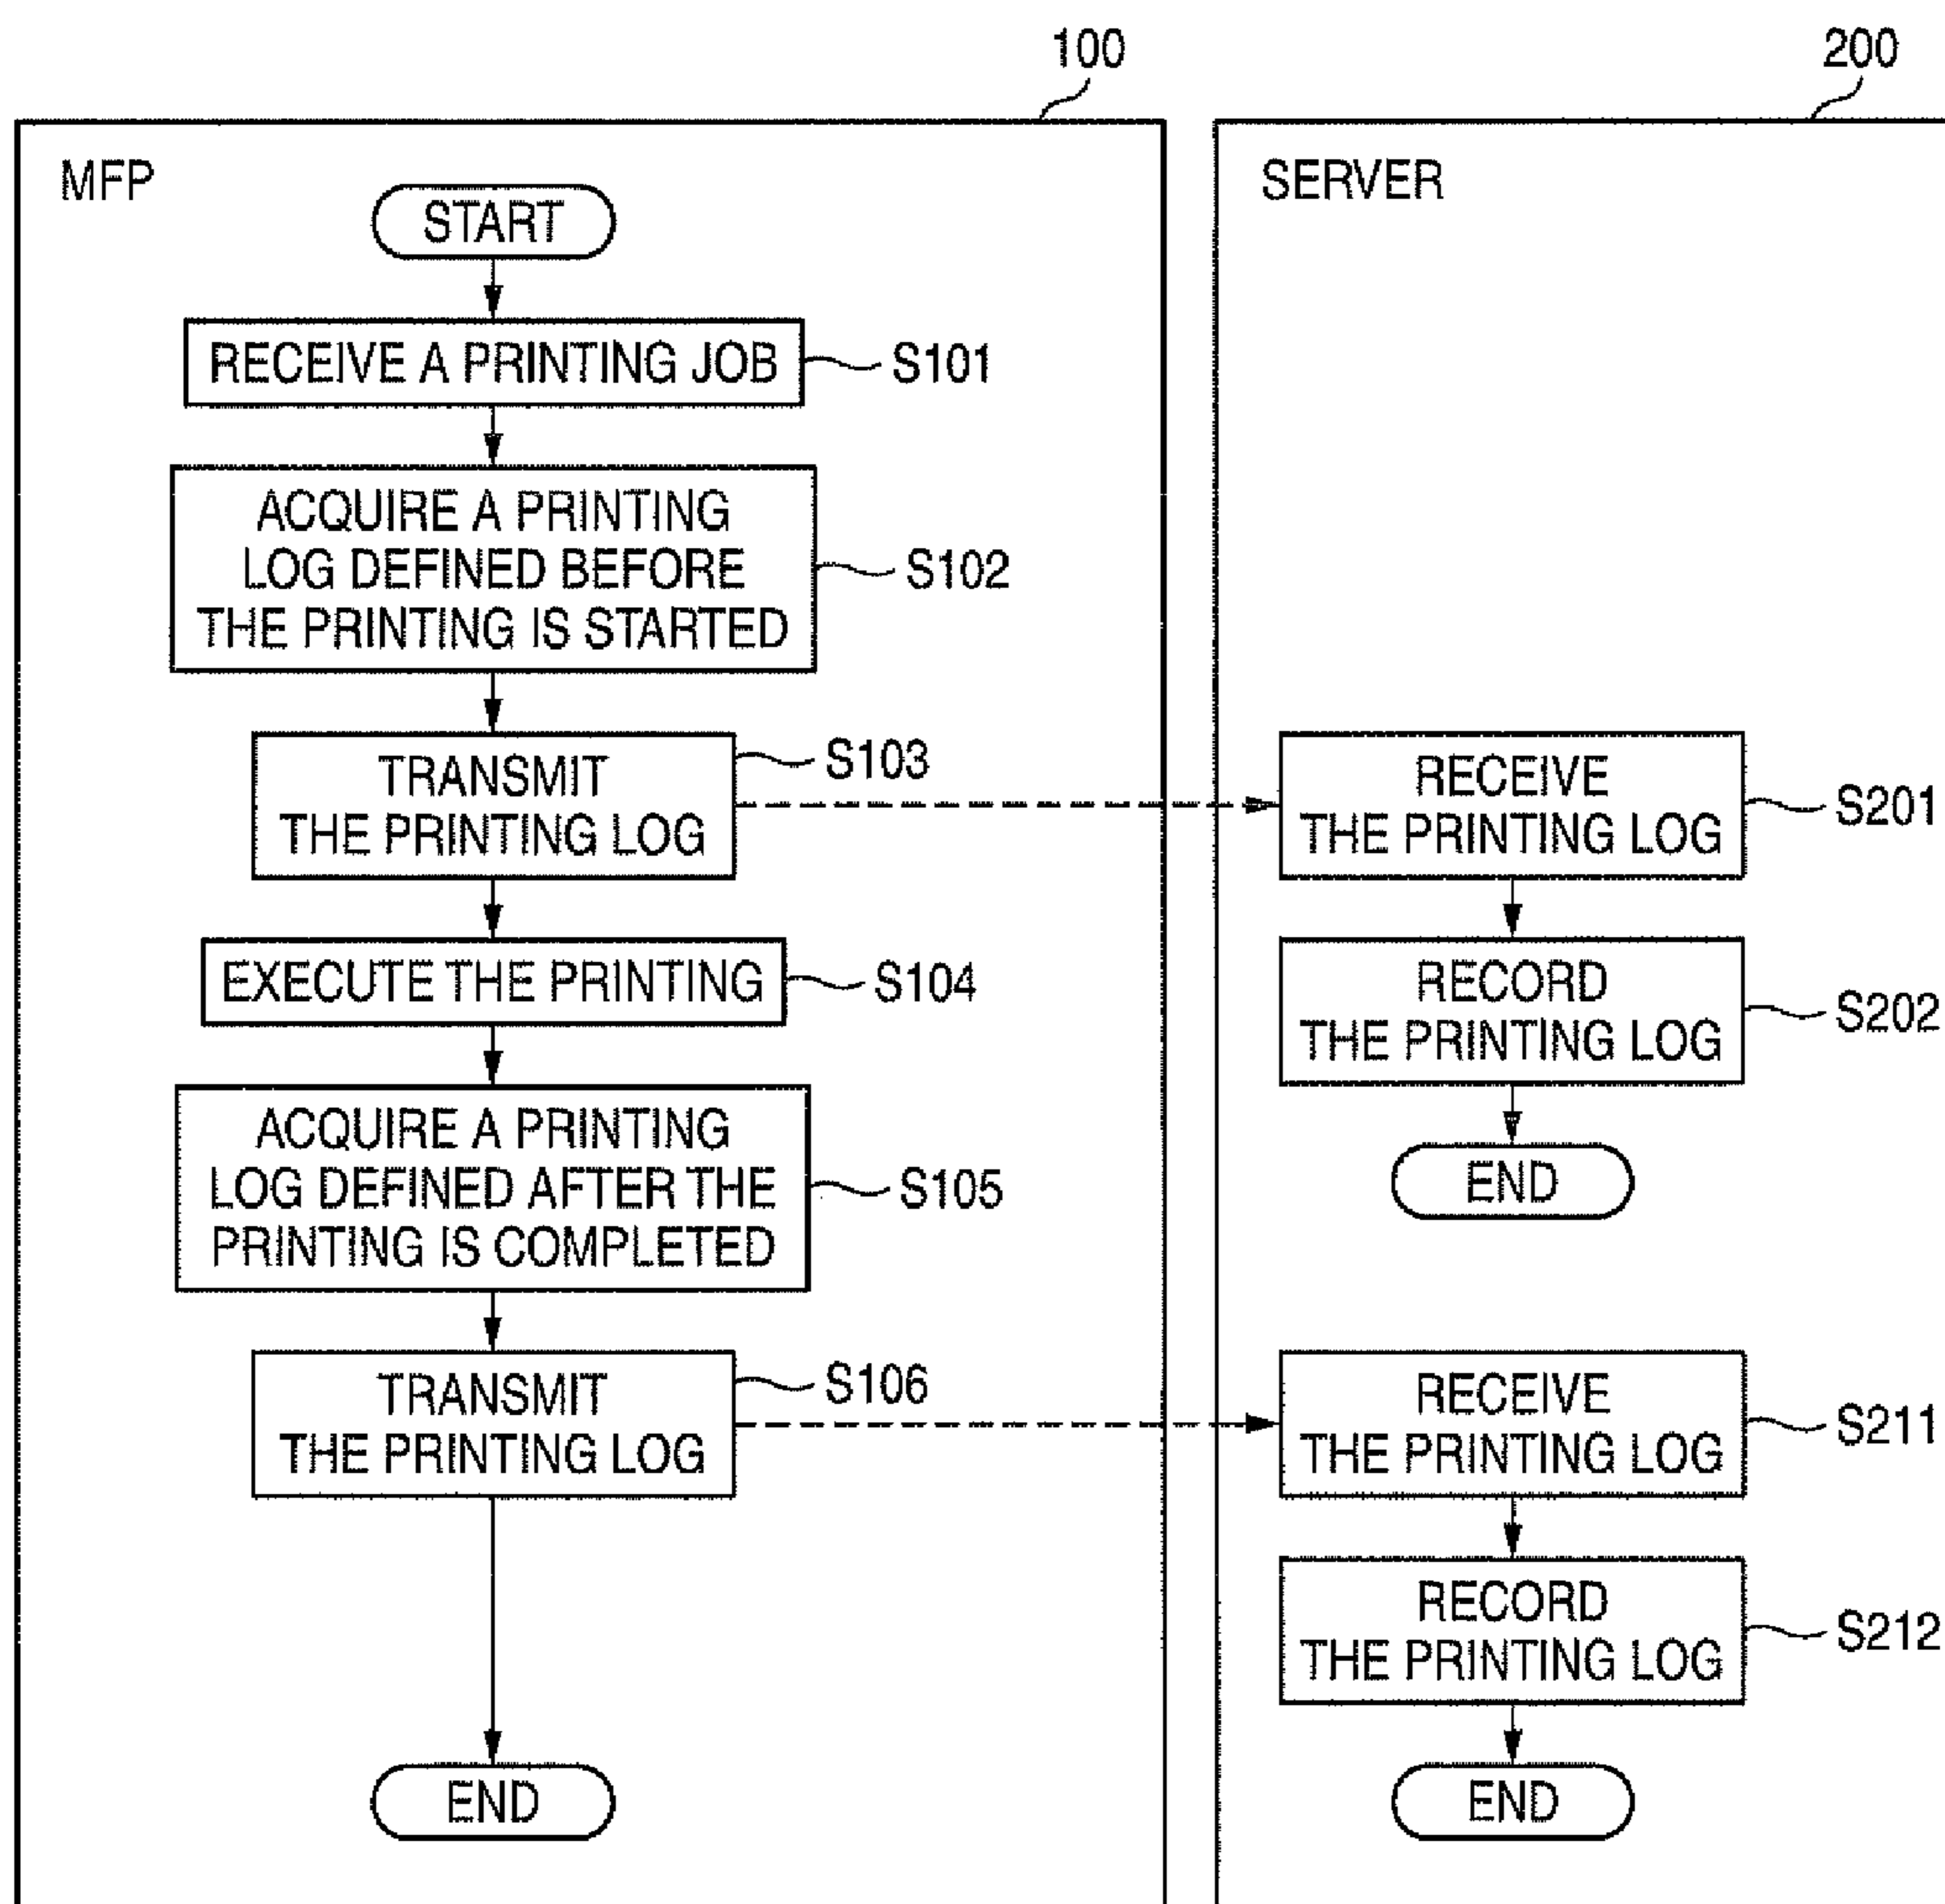 100
MFP
START
RECEIVE A PRINTING JOB
S101
ACQUIRE A PRINTING
LOG DEFINED BEFORE
THE PRINTING IS STARTED
S102
TRANSMIT
THE PRINTING LOG
S103
EXECUTE THE PRINTING
S104
ACQUIRE A PRINTING
LOG DEFINED AFTER THE
PRINTING IS COMPLETED
S105
TRANSMIT
THE PRINTING LOG
S106
END
200
SERVER
RECEIVE
THE PRINTING LOG
S201
RECORD
THE PRINTING LOG
S202
END
RECEIVE
THE PRINTING LOG
S211
RECORD
THE PRINTING LOG
S212
END